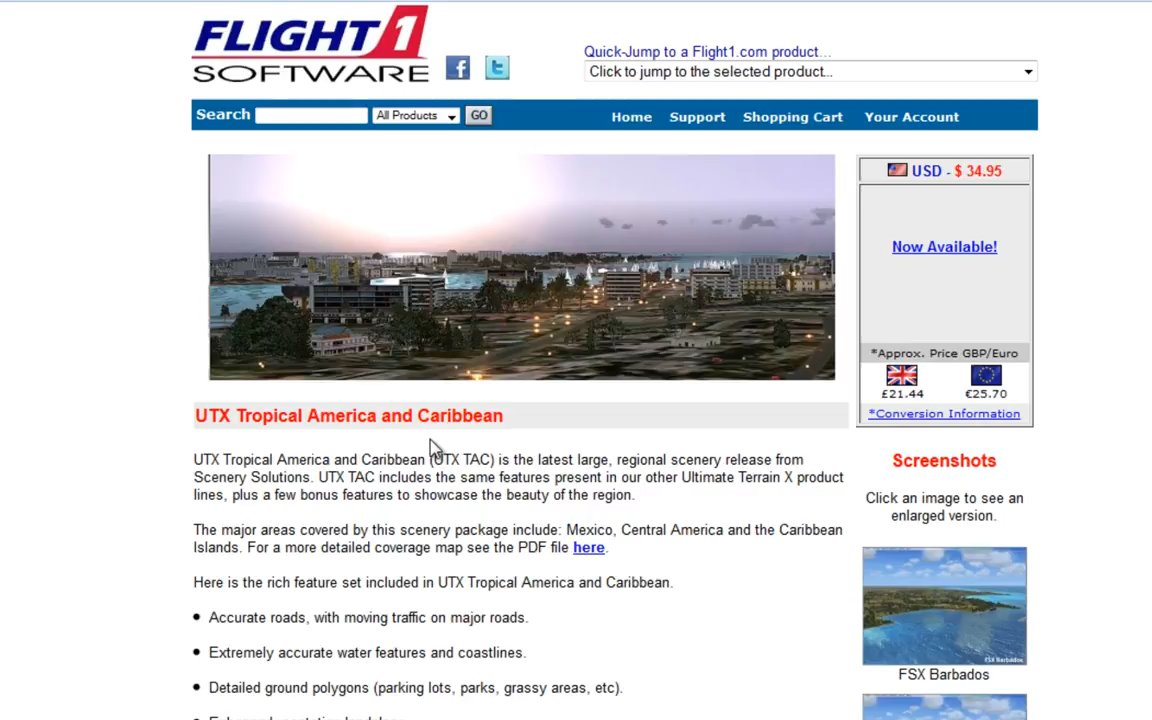 FLIGHT 1
SOFTWARE
f
t
Quick-Jump to a Flight1.com product...
Click to jump to the selected product...
Search
All Products
GO
Home
Support
Shopping Cart
Your Account
USD - $ 34.95
Now Available!
*Approx. Price GBP/Euro
£21.44
€25.70
*Conversion Information
UTX Tropical America and Caribbean
UTX Tropical America and Caribbean (UTX TAC) is the latest large, regional scenery release from
Scenery Solutions. UTX TAC includes the same features present in our other Ultimate Terrain X product
lines, plus a few bonus features to showcase the beauty of the region.
The major areas covered by this scenery package include: Mexico, Central America and the Caribbean
Islands. For a more detailed coverage map see the PDF file here.
Here is the rich feature set included in UTX Tropical America and Caribbean.
• Accurate roads, with moving traffic on major roads.
• Extremely accurate water features and coastlines.
• Detailed ground polygons (parking lots, parks, grassy areas, etc).
Screenshots
Click an image to see an
enlarged version.
FSX Barbados
FSX Barbados